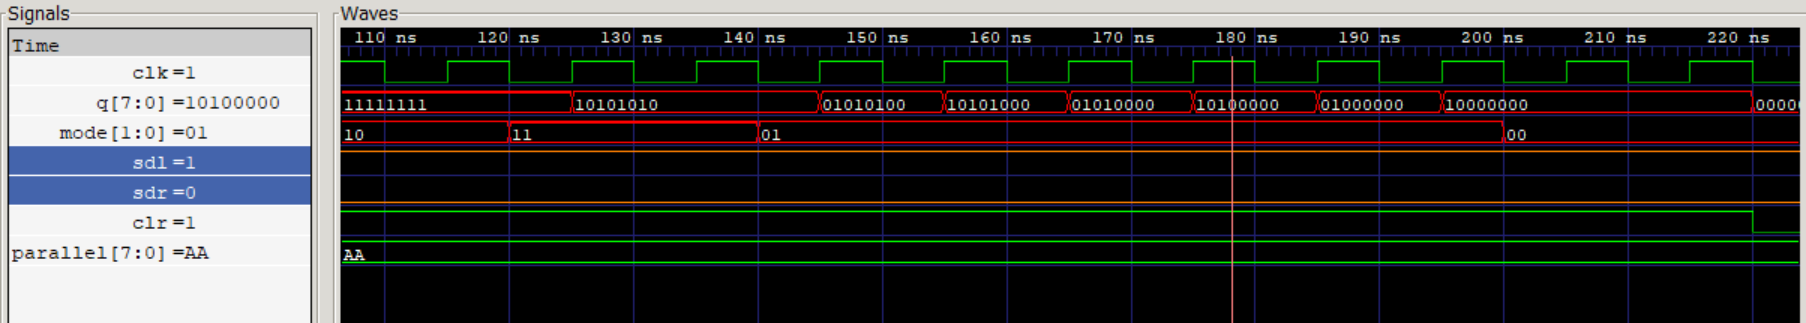 Signals
Waves
Time
110 ns 120 ns 130 ns 140 ns 150 ns 160 ns 170 ns 180 ns 190 ns 200 ns 210 ns 220 ns
clk=1
q[7:0]=10100000
11111111 10101010 01010100 10101000 01010000 10100000 01000000 10000000 00000
mode[1:0]=01
10 11 01 00
sdl=1
sdr=0
clr=1
parallel[7:0]=AA
AA